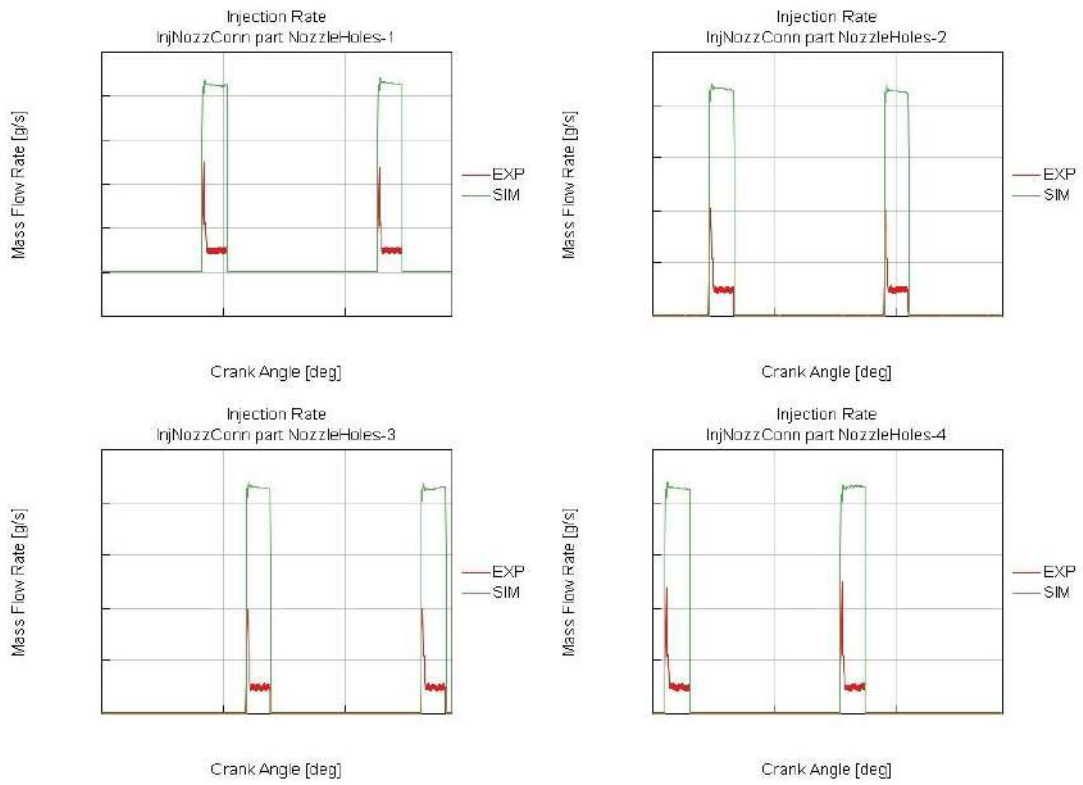 Injection Rate
InjNozzConn part NozzleHoles-1
Mass Flow Rate [g/s]
EXP
SIM
Crank Angle [deg]
Injection Rate
InjNozzConn part NozzleHoles-2
Mass Flow Rate [g/s]
EXP
SIM
Crank Angle [deg]
Injection Rate
InjNozzConn part NozzleHoles-3
Mass Flow Rate [g/s]
EXP
SIM
Crank Angle [deg]
Injection Rate
InjNozzConn part NozzleHoles-4
Mass Flow Rate [g/s]
EXP
SIM
Crank Angle [deg]